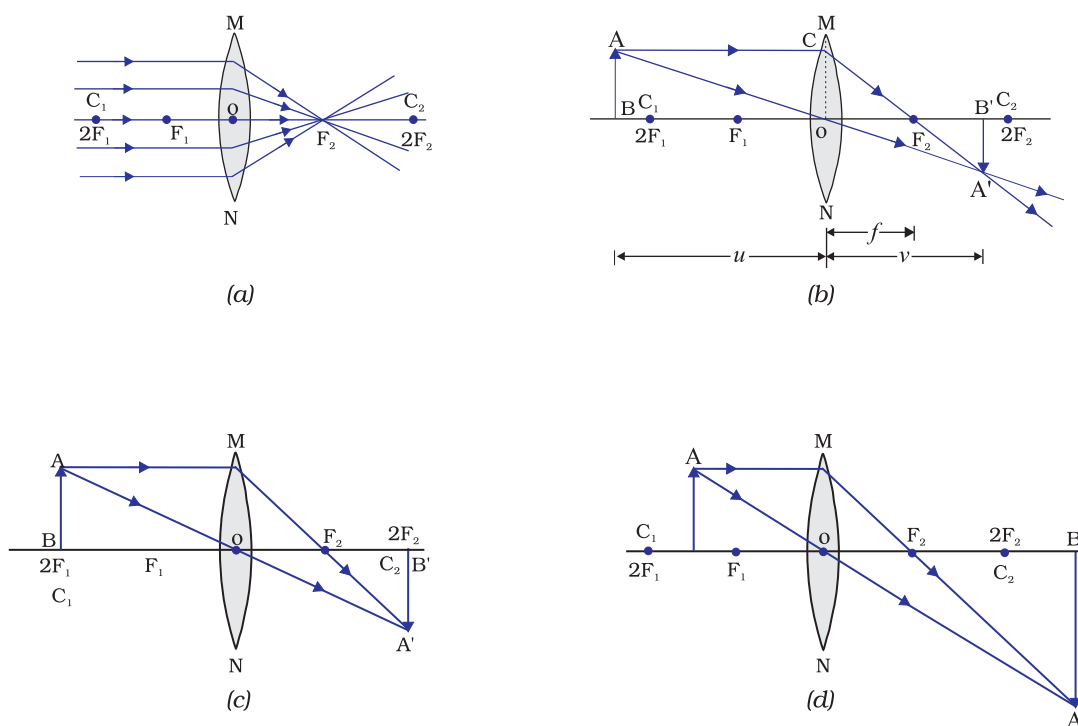 M
C₁
O
C₂
2F₁
F₁
F₂
2F₂
N
(a)
M
A
C
B
C₁
B'
C₂
2F₁
F₁
O
F₂
2F₂
A'
N
f
u
v
(b)
M
A
B
O
F₂
2F₂
2F₁
F₁
C₂
B'
C₁
A'
N
(c)
M
A
C₁
O
F₂
2F₂
B
2F₁
F₁
C₂
N
A
(d)